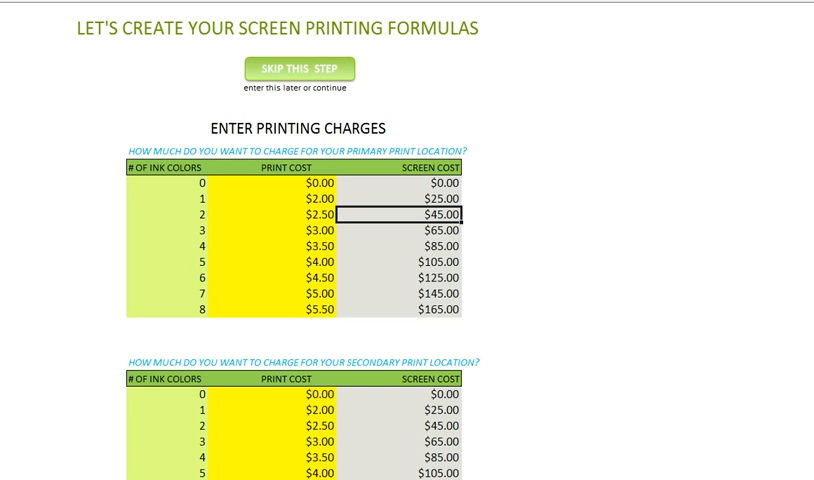 LET'S CREATE YOUR SCREEN PRINTING FORMULAS
SKIP THIS STEP
enter this later or continue
ENTER PRINTING CHARGES
HOW MUCH DO YOU WANT TO CHARGE FOR YOUR PRIMARY PRINT LOCATION?
# OF INK COLORS PRINT COST SCREEN COST
0 $0.00 $0.00
1 $2.00 $25.00
2 $2.50 $45.00
3 $3.00 $65.00
4 $3.50 $85.00
5 $4.00 $105.00
6 $4.50 $125.00
7 $5.00 $145.00
8 $5.50 $165.00
HOW MUCH DO YOU WANT TO CHARGE FOR YOUR SECONDARY PRINT LOCATION?
# OF INK COLORS PRINT COST SCREEN COST
0 $0.00 $0.00
1 $2.00 $25.00
2 $2.50 $45.00
3 $3.00 $65.00
4 $3.50 $85.00
5 $4.00 $105.00